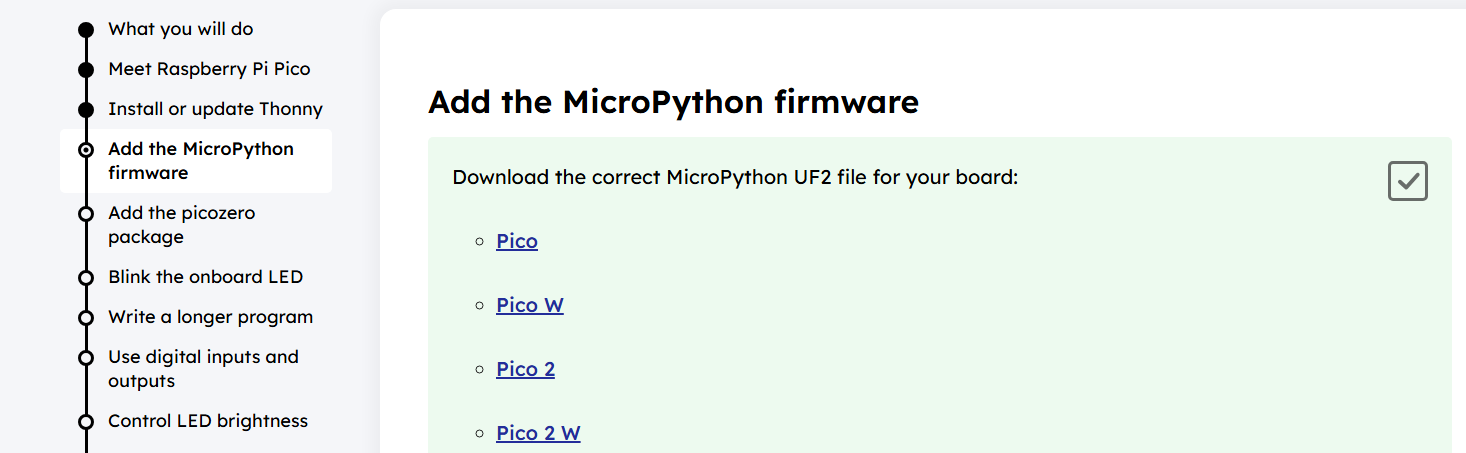 What you will do
Meet Raspberry Pi Pico
Install or update Thonny
Add the MicroPython
firmware
Add the picozero
package
Blink the onboard LED
Write a longer program
Use digital inputs and
outputs
Control LED brightness
Add the MicroPython firmware
Download the correct MicroPython UF2 file for your board:
Pico
Pico W
Pico 2
Pico 2 W